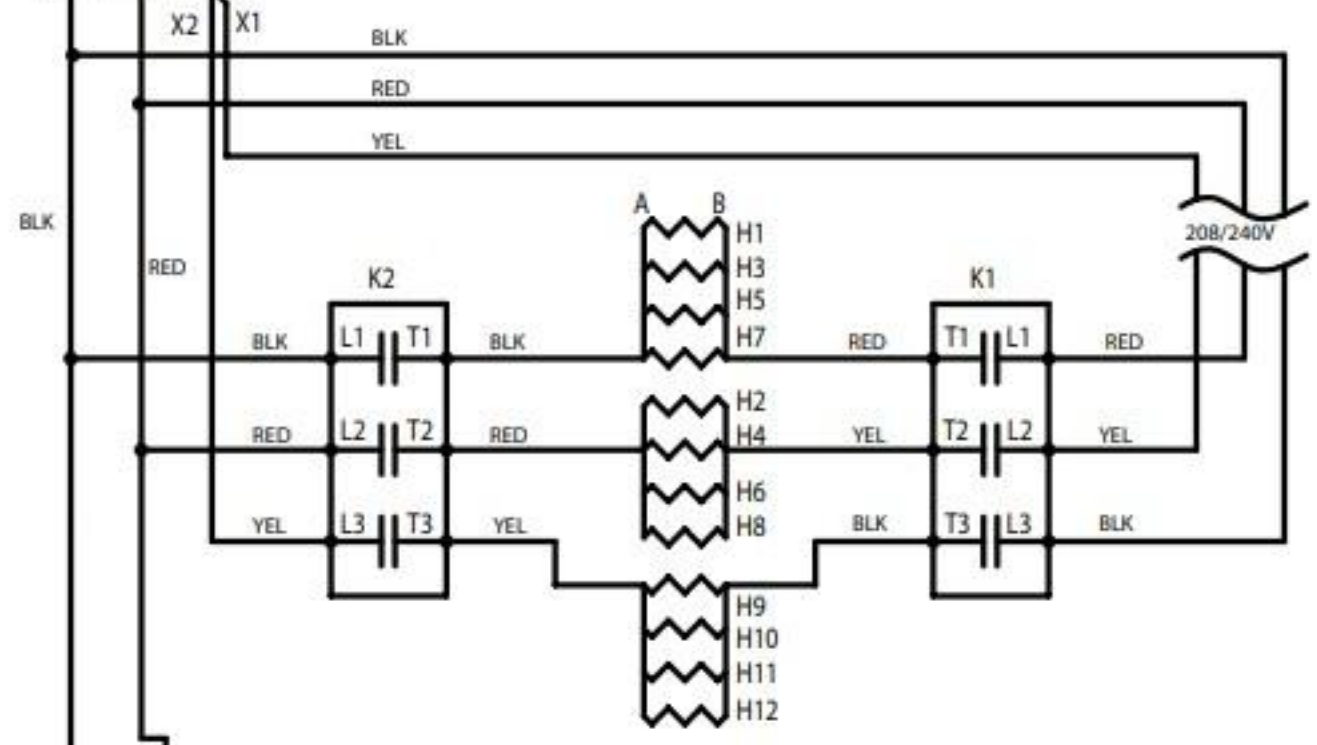 X2 X1
BLK
RED
YEL
A B
H1
BLK
208/240V
RED
H3
K2
K1
H5
BLK L1 T1 BLK
H7
RED T1 L1 RED
H2
RED L2 T2 RED
H4
YEL T2 L2 YEL
H6
YEL L3 T3 YEL
H8
BLK T3 L3 BLK
H9
H10
H11
H12